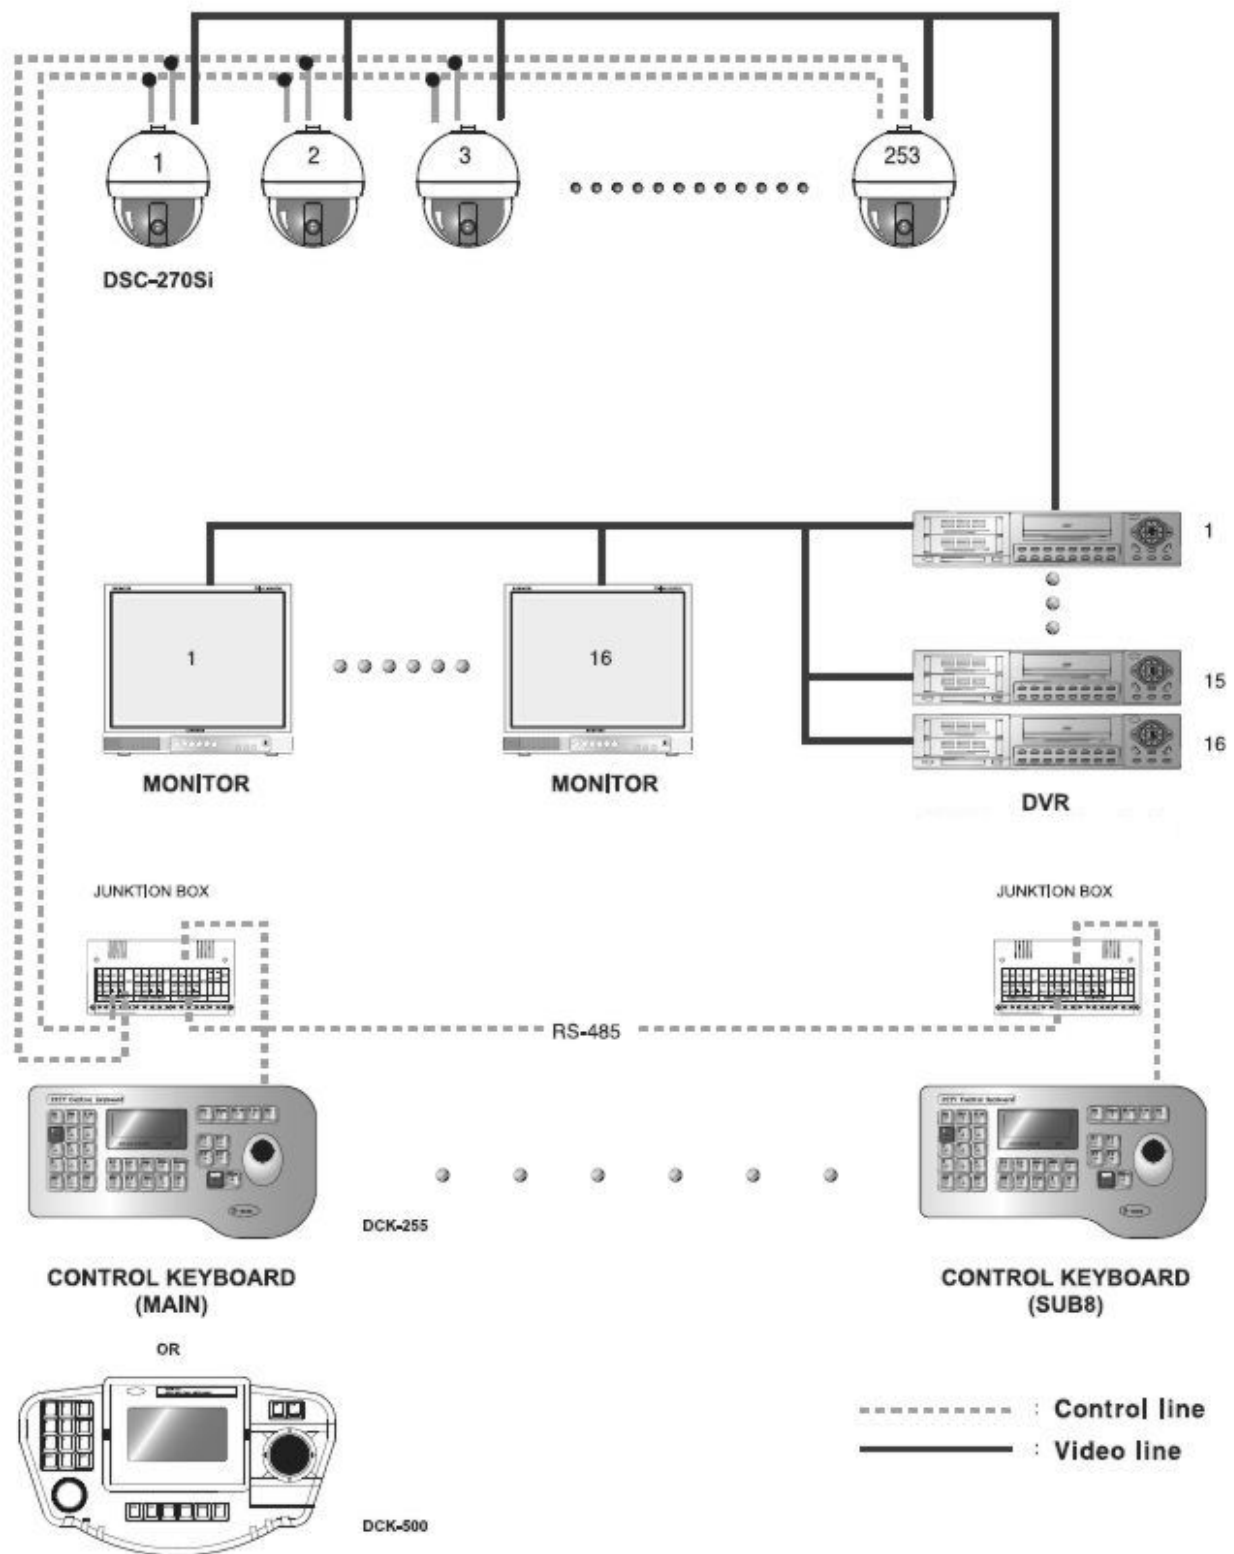 1
2
3
253
DSC-270Si
1
1
16
15
16
MONITOR
MONITOR
DVR
JUNKTION BOX
JUNKTION BOX
RS-485
DCK-255
CONTROL KEYBOARD
(MAIN)
CONTROL KEYBOARD
(SUB8)
OR
: Control line
: Video line
DCK-500